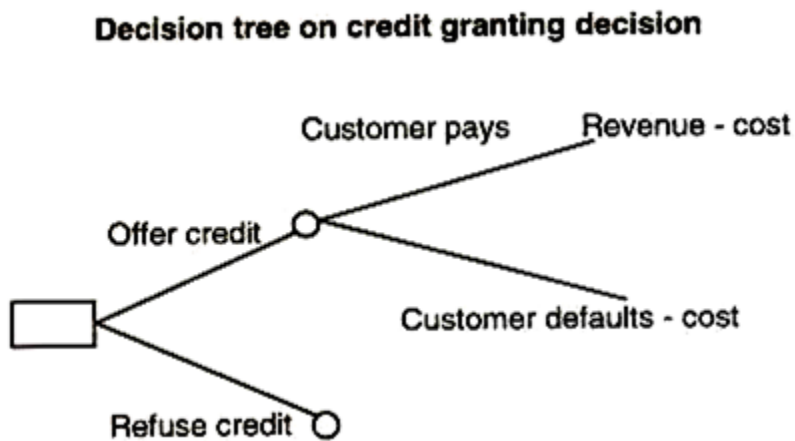 Decision tree on credit granting decision
Customer pays
Revenue - cost
Offer credit
Customer defaults - cost
Refuse credit